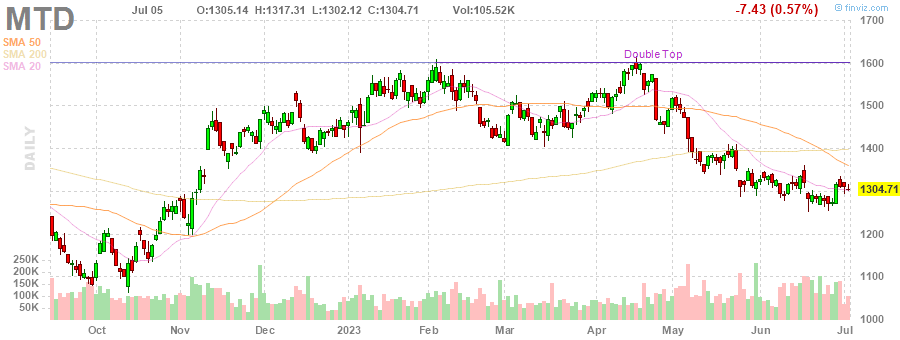 MTD Jul 05 O:1305.14 H:1317.31 L:1302.12 C:1304.71 Vol:105.52K -7.43 (0.57%) © finviz.com
SMA 50
SMA 200
SMA 20
DAILY
Double Top
1700
1600
1500
1400
1304.71
1200
1100
1000
250K
200K
150K
100K
50K
Oct Nov Dec 2023 Feb Mar Apr May Jun Jul